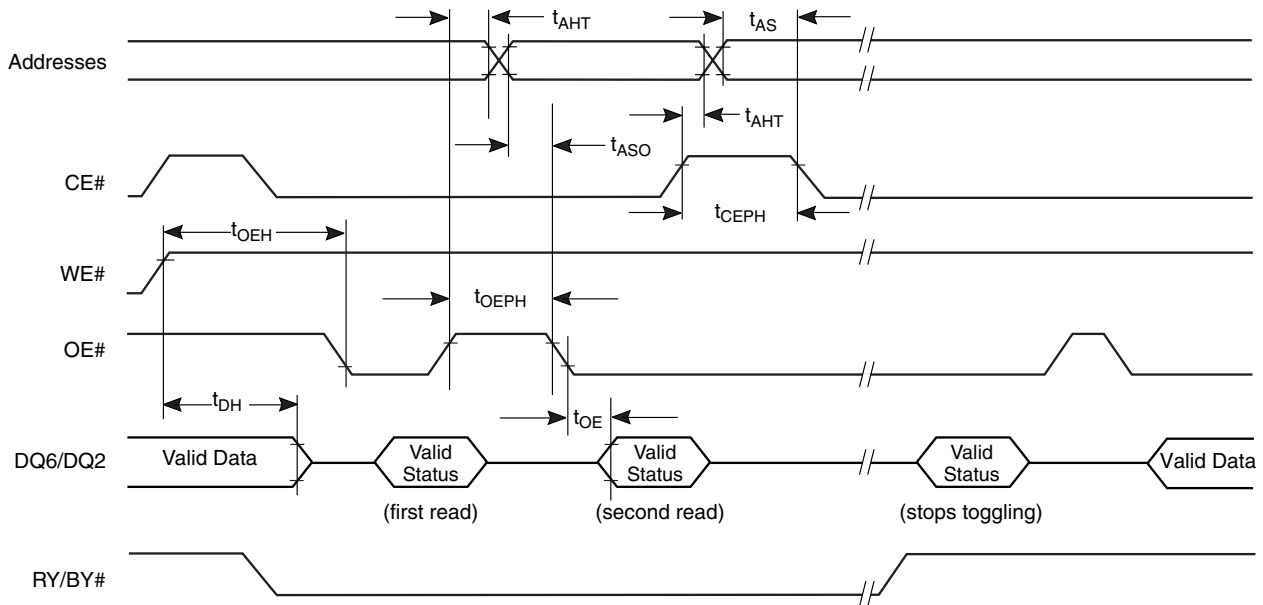 tAHT
tAS
Addresses
tAHT
tASO
CE#
tCEPH
tOEH
WE#
tOEPH
OE#
tDH
tOE
DQ6/DQ2
Valid Data
Valid
Status
Valid
Status
Valid
Status
Valid Data
(first read)
(second read)
(stops toggling)
RY/BY#